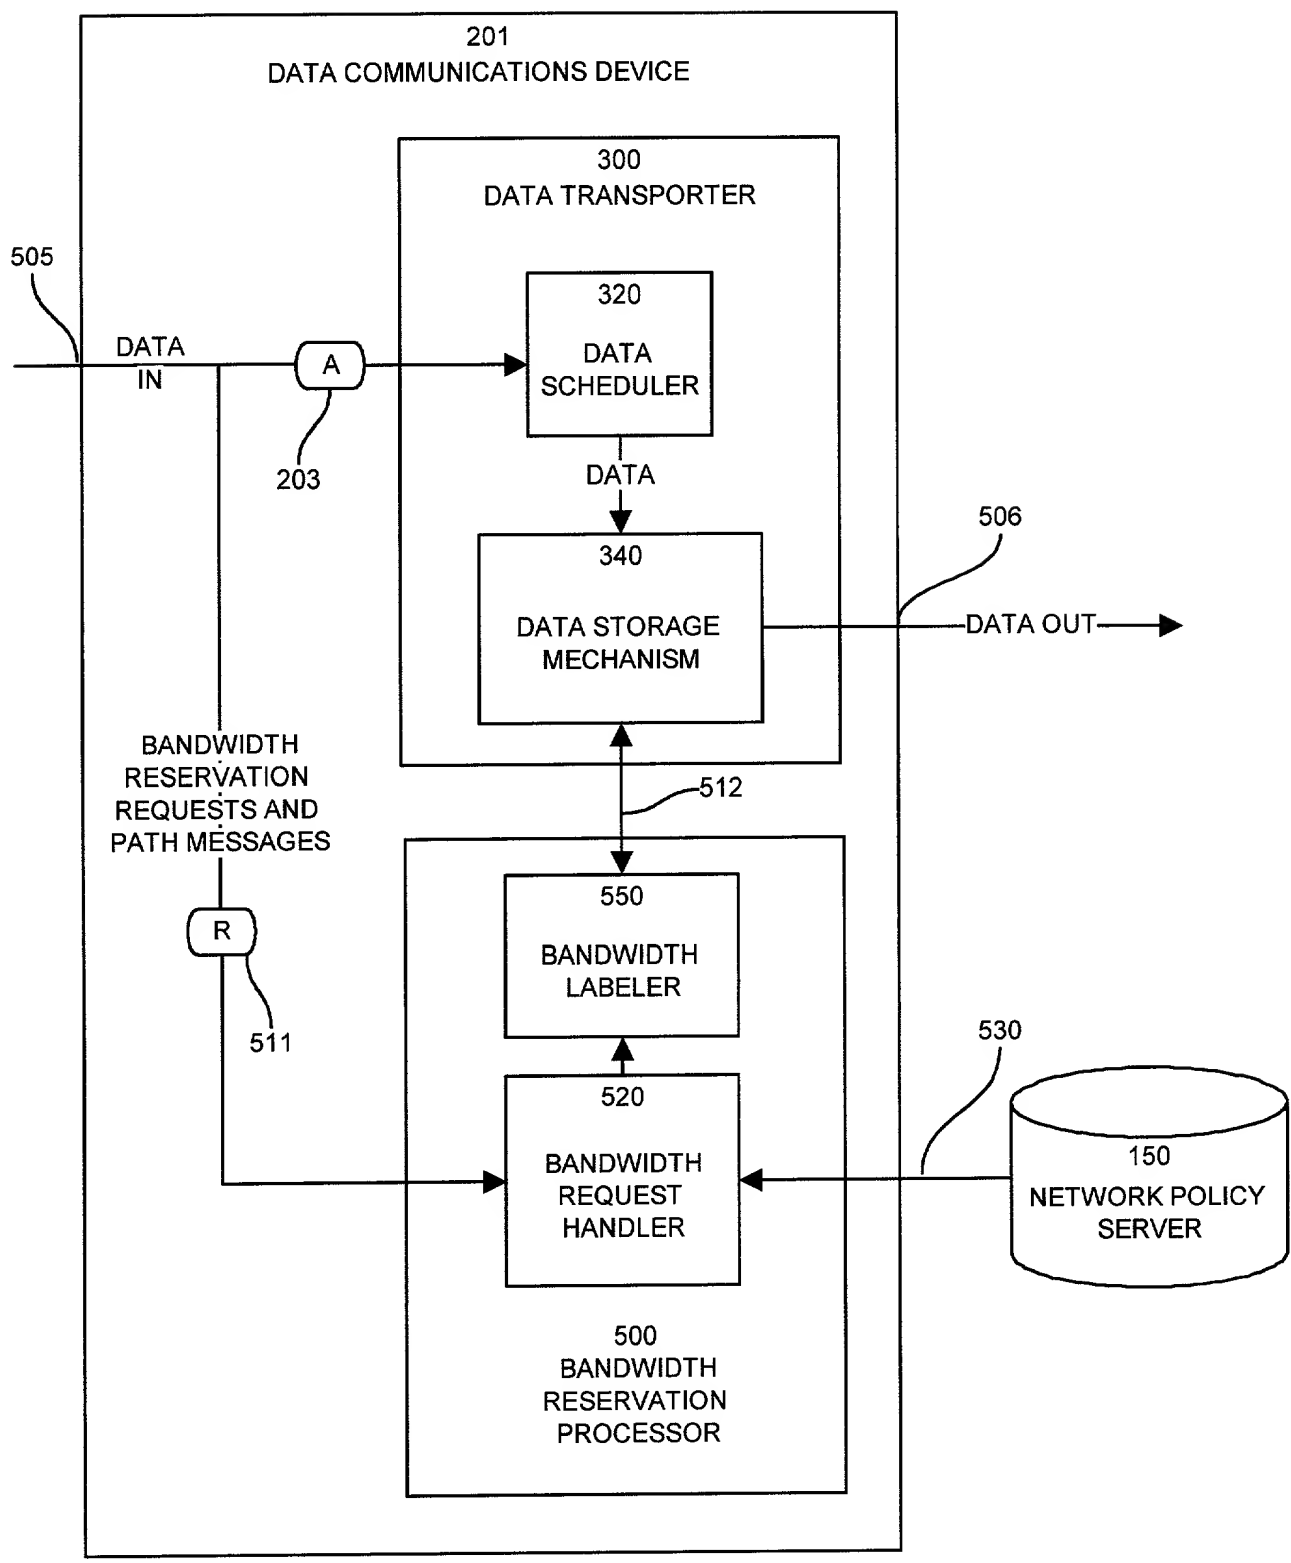 201
DATA COMMUNICATIONS DEVICE
300
DATA TRANSPORTER
505
320
DATA
SCHEDULER
DATA
IN
A
203
DATA
506
340
DATA STORAGE
MECHANISM
DATA OUT
BANDWIDTH
RESERVATION
REQUESTS AND
PATH MESSAGES
512
550
BANDWIDTH
LABELER
R
511
530
520
BANDWIDTH
REQUEST
HANDLER
150
NETWORK POLICY
SERVER
500
BANDWIDTH
RESERVATION
PROCESSOR